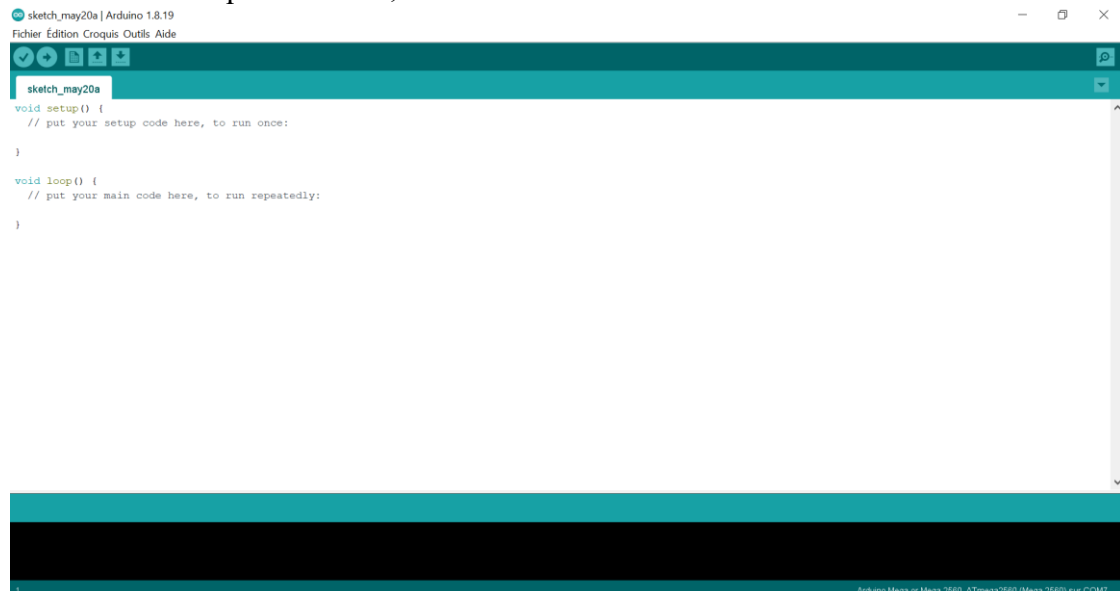 sketch_may20a | Arduino 1.8.19
Fichier Édition Croquis Outils Aide
sketch_may20a
void setup() {
// put your setup code here, to run once:
}
void loop() {
// put your main code here, to run repeatedly:
}
1
Arduino Mega or Mega 2560, ATmega2560 (Mega 2560) sur COM7